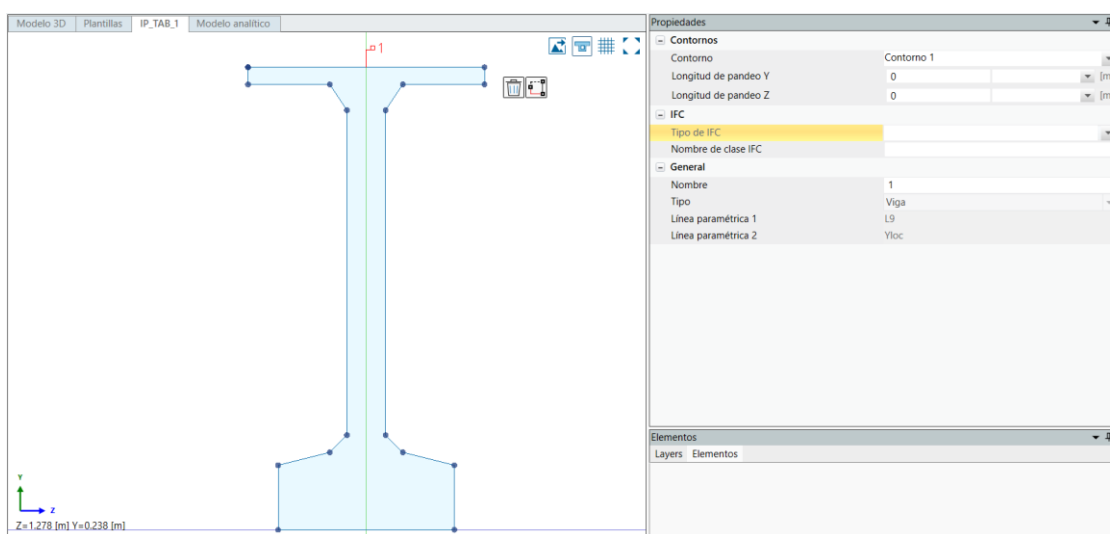 Modelo 3D Plantillas IP_TAB_1 Modelo analítico
1
Y
Z
Z=1.278 [m] Y=0.238 [m]
Propiedades
Contornos
Contorno Contorno 1
Longitud de pandeo Y 0 [m
Longitud de pandeo Z 0 [m
IFC
Tipo de IFC
Nombre de clase IFC
General
Nombre 1
Tipo Viga
Línea paramétrica 1 L9
Línea paramétrica 2 Yloc
Elementos
Layers Elementos